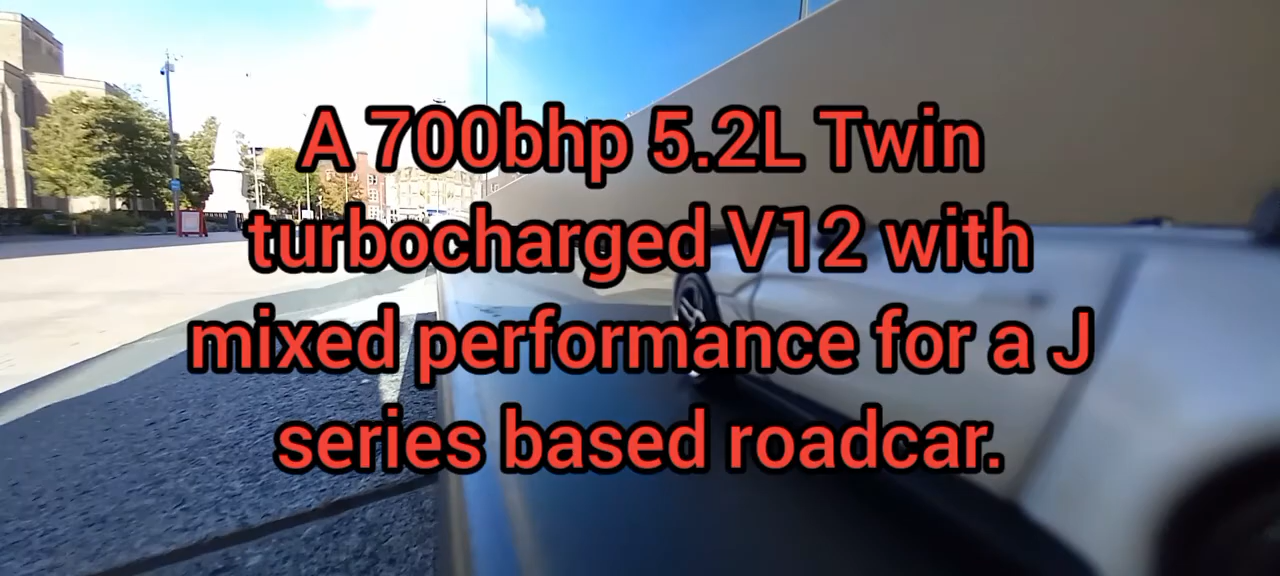 A 700bhp 5.2L Twin
turbocharged V12 with
mixed performance for a J
series based roadcar.